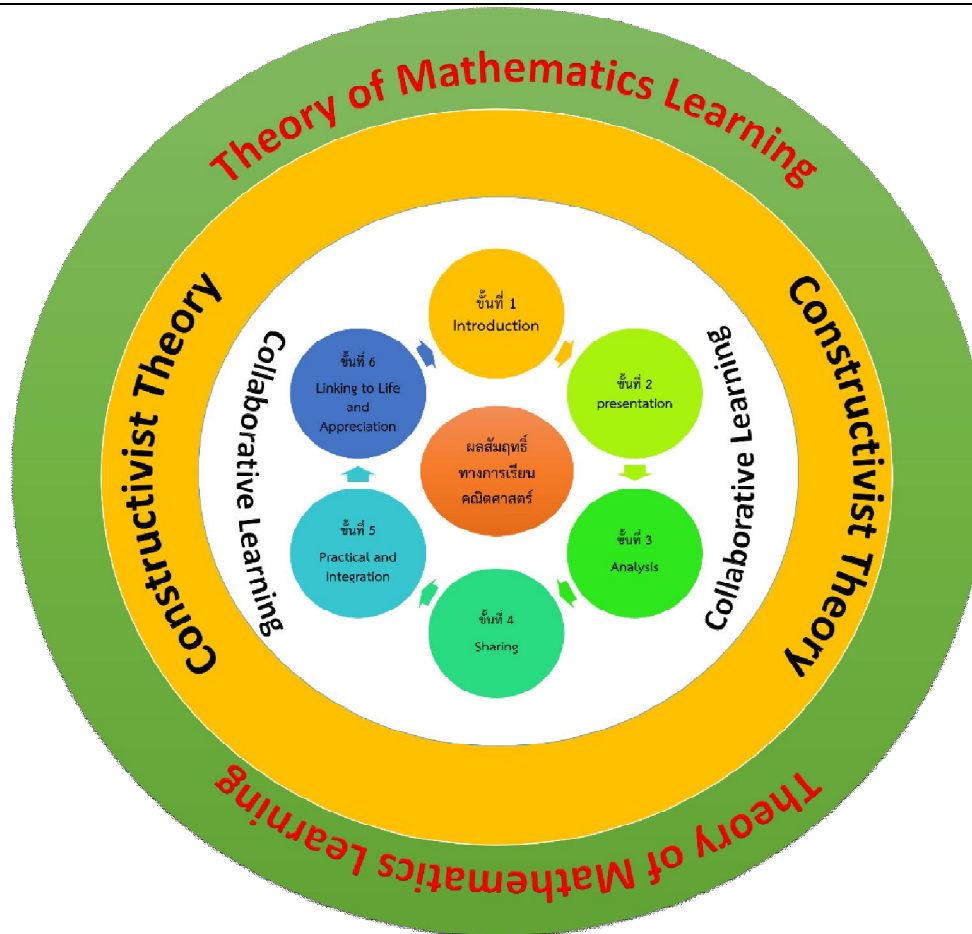 Theory of Mathematics Learning
Constructivist Theory
Constructivist Theory
Collaborative Learning
Collaborative Learning
ขั้นที่ 1
Introduction
ขั้นที่ 2
presentation
ขั้นที่ 3
Analysis
ขั้นที่ 4
Sharing
ขั้นที่ 5
Practical and
Integration
ขั้นที่ 6
Linking to Life
and
Appreciation
ผลสัมฤทธิ์
ทางการเรียน
คณิตศาสตร์
Theory of Mathematics Learning